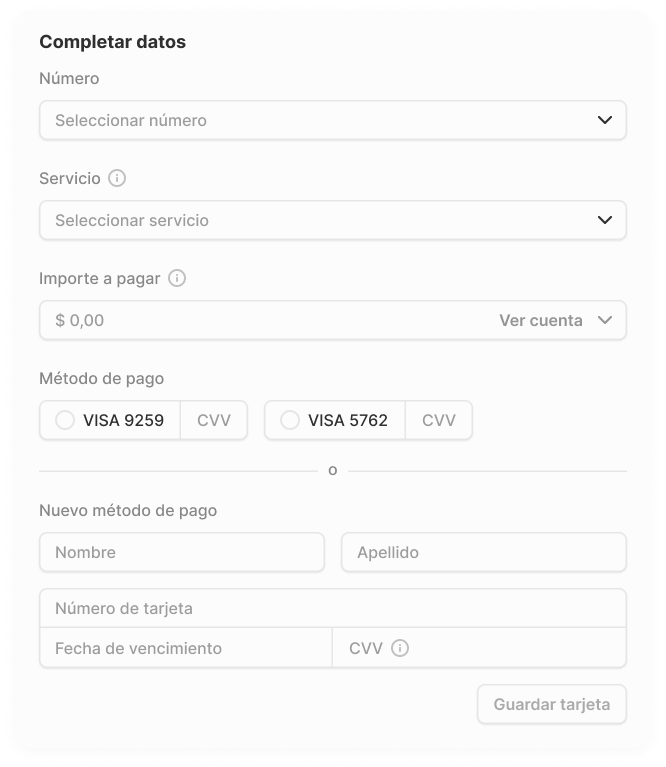 Completar datos
Número
Seleccionar número
Servicio
Seleccionar servicio
Importe a pagar
$ 0,00 Ver cuenta
Método de pago
VISA 9259 CVV VISA 5762 CVV
o
Nuevo método de pago
Nombre Apellido
Número de tarjeta
Fecha de vencimiento CVV
Guardar tarjeta